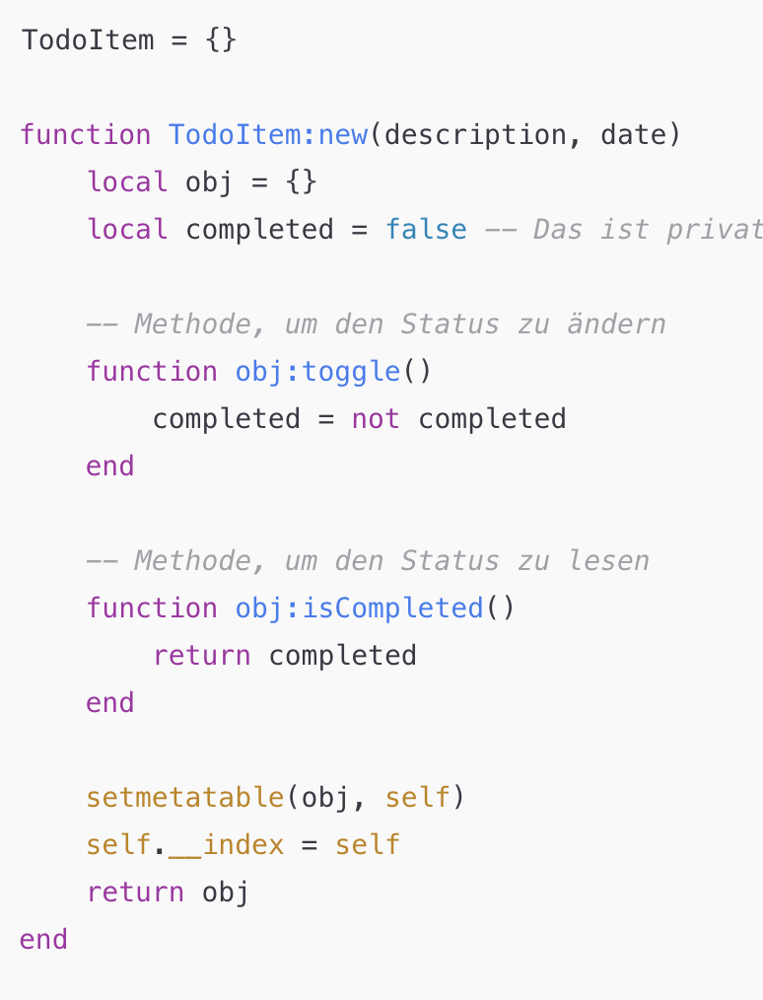 TodoItem = {}
function TodoItem:new(description, date)
local obj = {}
local completed = false -- Das ist privat
-- Methode, um den Status zu ändern
function obj:toggle()
completed = not completed
end
-- Methode, um den Status zu lesen
function obj:isCompleted()
return completed
end
setmetatable(obj, self)
self.__index = self
return obj
end